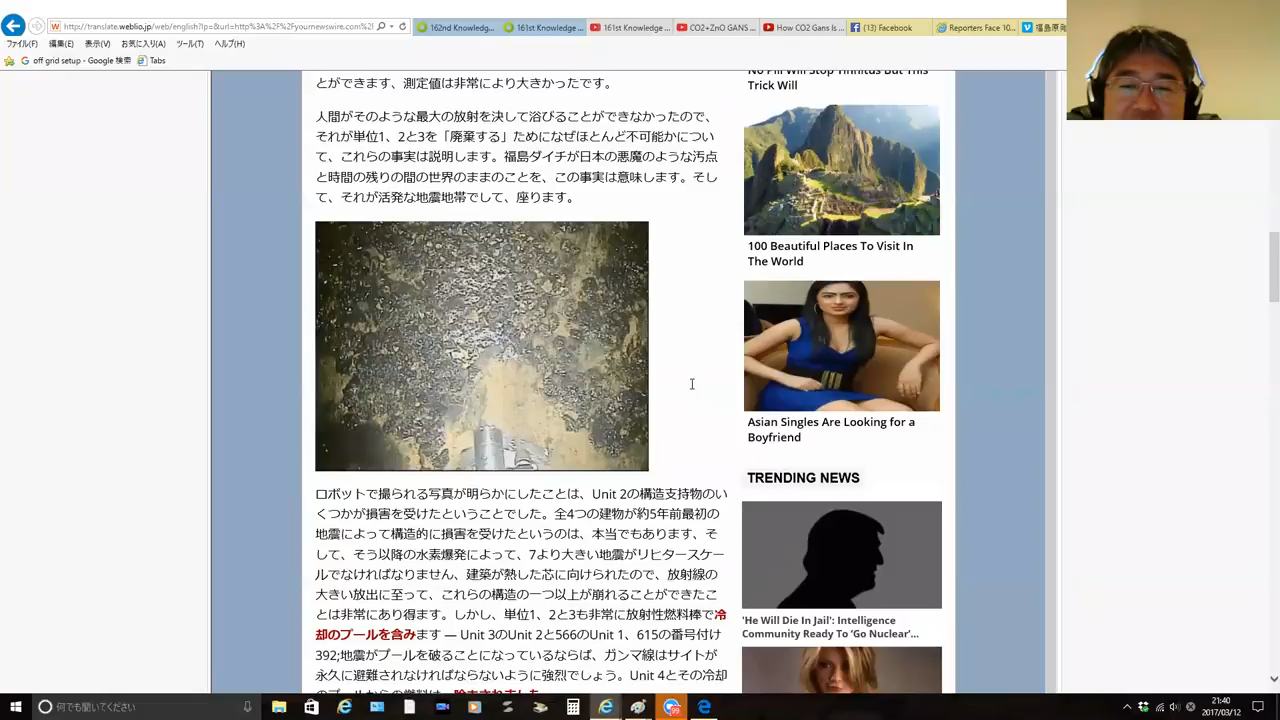 http://translate.weblio.jp/web/english?lp=&url=http%3A%2F%2Fyournewswire.com%2l
162nd Knowledg...
161st Knowledge ...
161st Knowledge ...
CO2+ZnO GANS ...
How CO2 Gans Is ...
(13) Facebook
Reporters Face 10...
福島原発
ファイル(F) 編集(E) 表示(V) お気に入り(A) ツール(T) ヘルプ(H)
off grid setup - Google 検索 Tabs
とができます、測定値は非常により大きかったです。
人間がそのような最大の放射を決して浴びることができなかったので、
それが単位1、2と3を「廃棄する」ためになぜほとんど不可能かについ
て、これらの事実は説明します。福島ダイチが日本の悪魔のような汚点
と時間の残りの間の世界のままのことを、この事実は意味します。そし
て、それが活発な地震地帯でして、座ります。
ロボットで撮られる写真が明らかにしたことは、Unit 2の構造支持物のい
くつかが損害を受けたということでした。全4つの建物が約5年前最初の
地震によって構造的に損害を受けたというのは、本当でもあります、そ
して、そう以降の水素爆発によって、7より大きい地震がリヒタースケー
ルでなければなりません、建築が熱した芯に向けられたので、放射線の
大きい放出に至って、これらの構造の一つ以上が崩れることができたこ
とは非常にあり得ます。しかし、単位1、2と3も非常に放射性燃料棒で冷
却のプールを含みます — Unit 3のUnit 2と566のUnit 1、615の番号付け
392;地震がプールを破ることになっているならば、ガンマ線はサイトが
永久に避難されなければならないように強烈でしょう。Unit 4とその冷却
のプールからの燃料は、除去されました
No Pill Will Stop Tinnitus But This
Trick Will
100 Beautiful Places To Visit In
The World
Asian Singles Are Looking for a
Boyfriend
TRENDING NEWS
'He Will Die In Jail': Intelligence
Community Ready To 'Go Nuclear'...
何でも聞いてください
99
21:40
2017/03/12